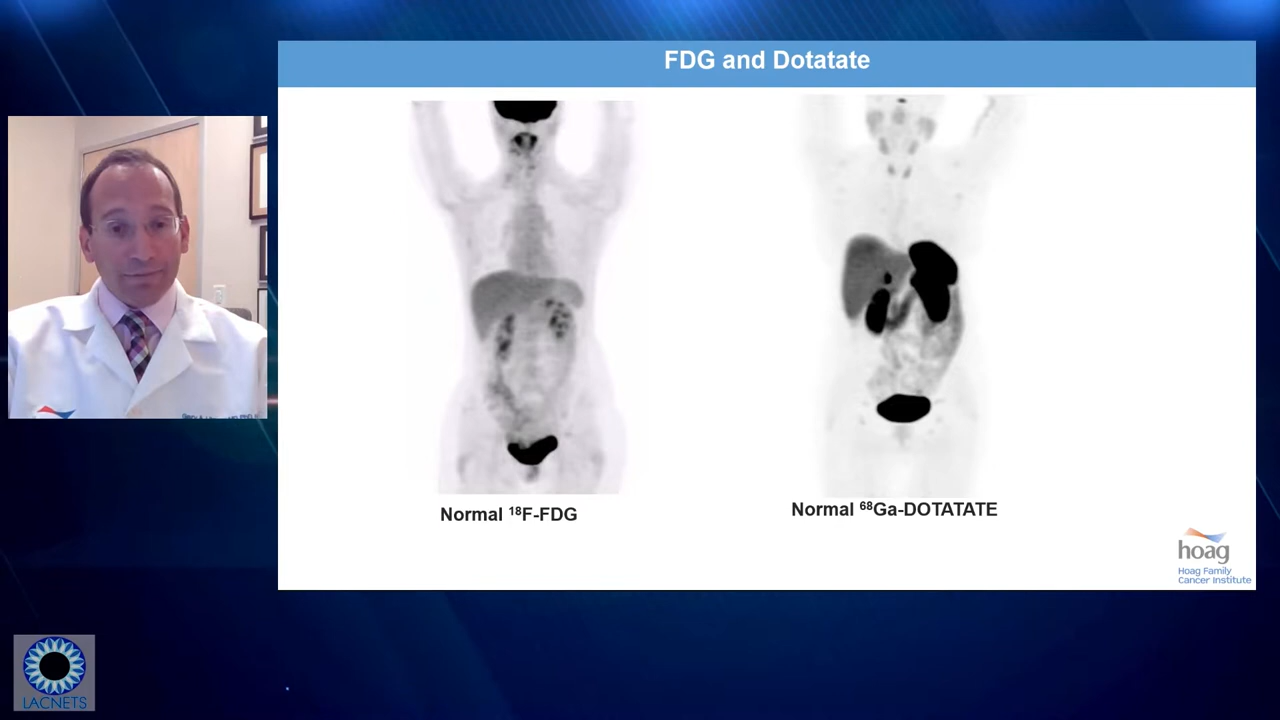 FDG and Dotatate
Normal ¹⁸F-FDG
Normal ⁶⁸Ga-DOTATATE
hoag
Hoag Family
Cancer Institute
LACNETS